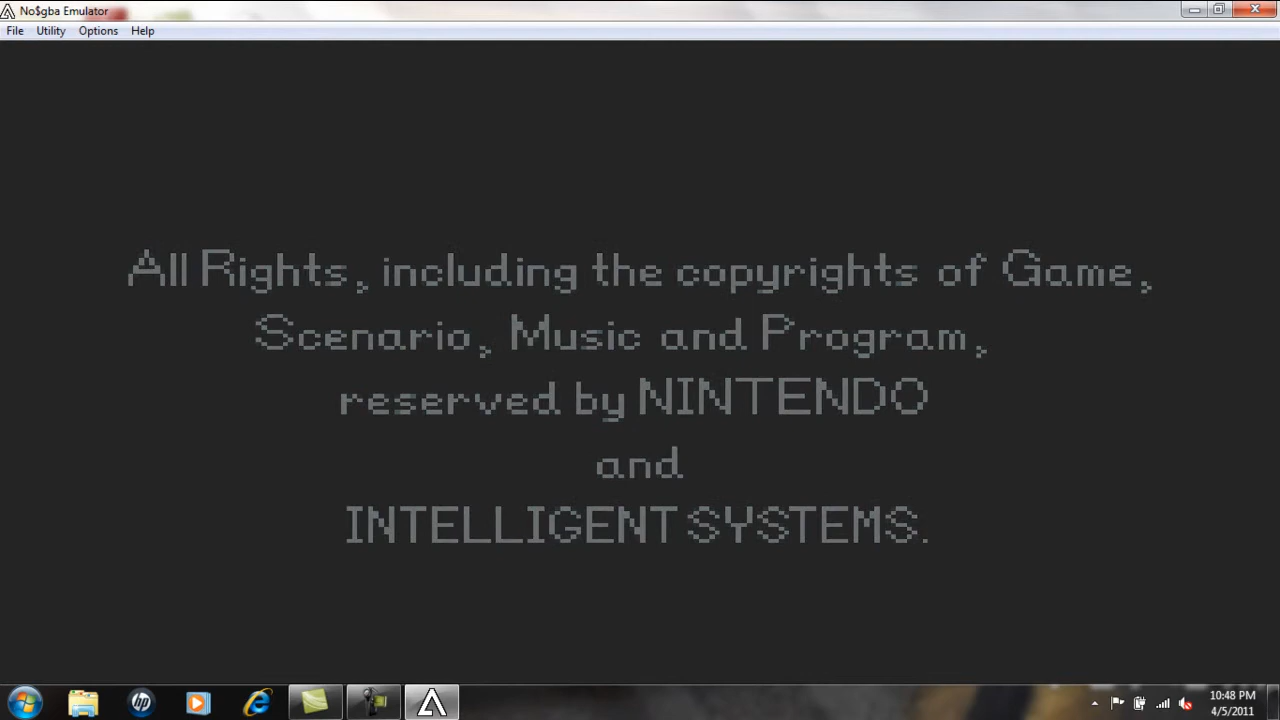 No$gba Emulator
File Utility Options Help
All Rights, including the copyrights of Game,
Scenario, Music and Program,
reserved by NINTENDO
and
INTELLIGENT SYSTEMS.
hp
10:48 PM
4/5/2011